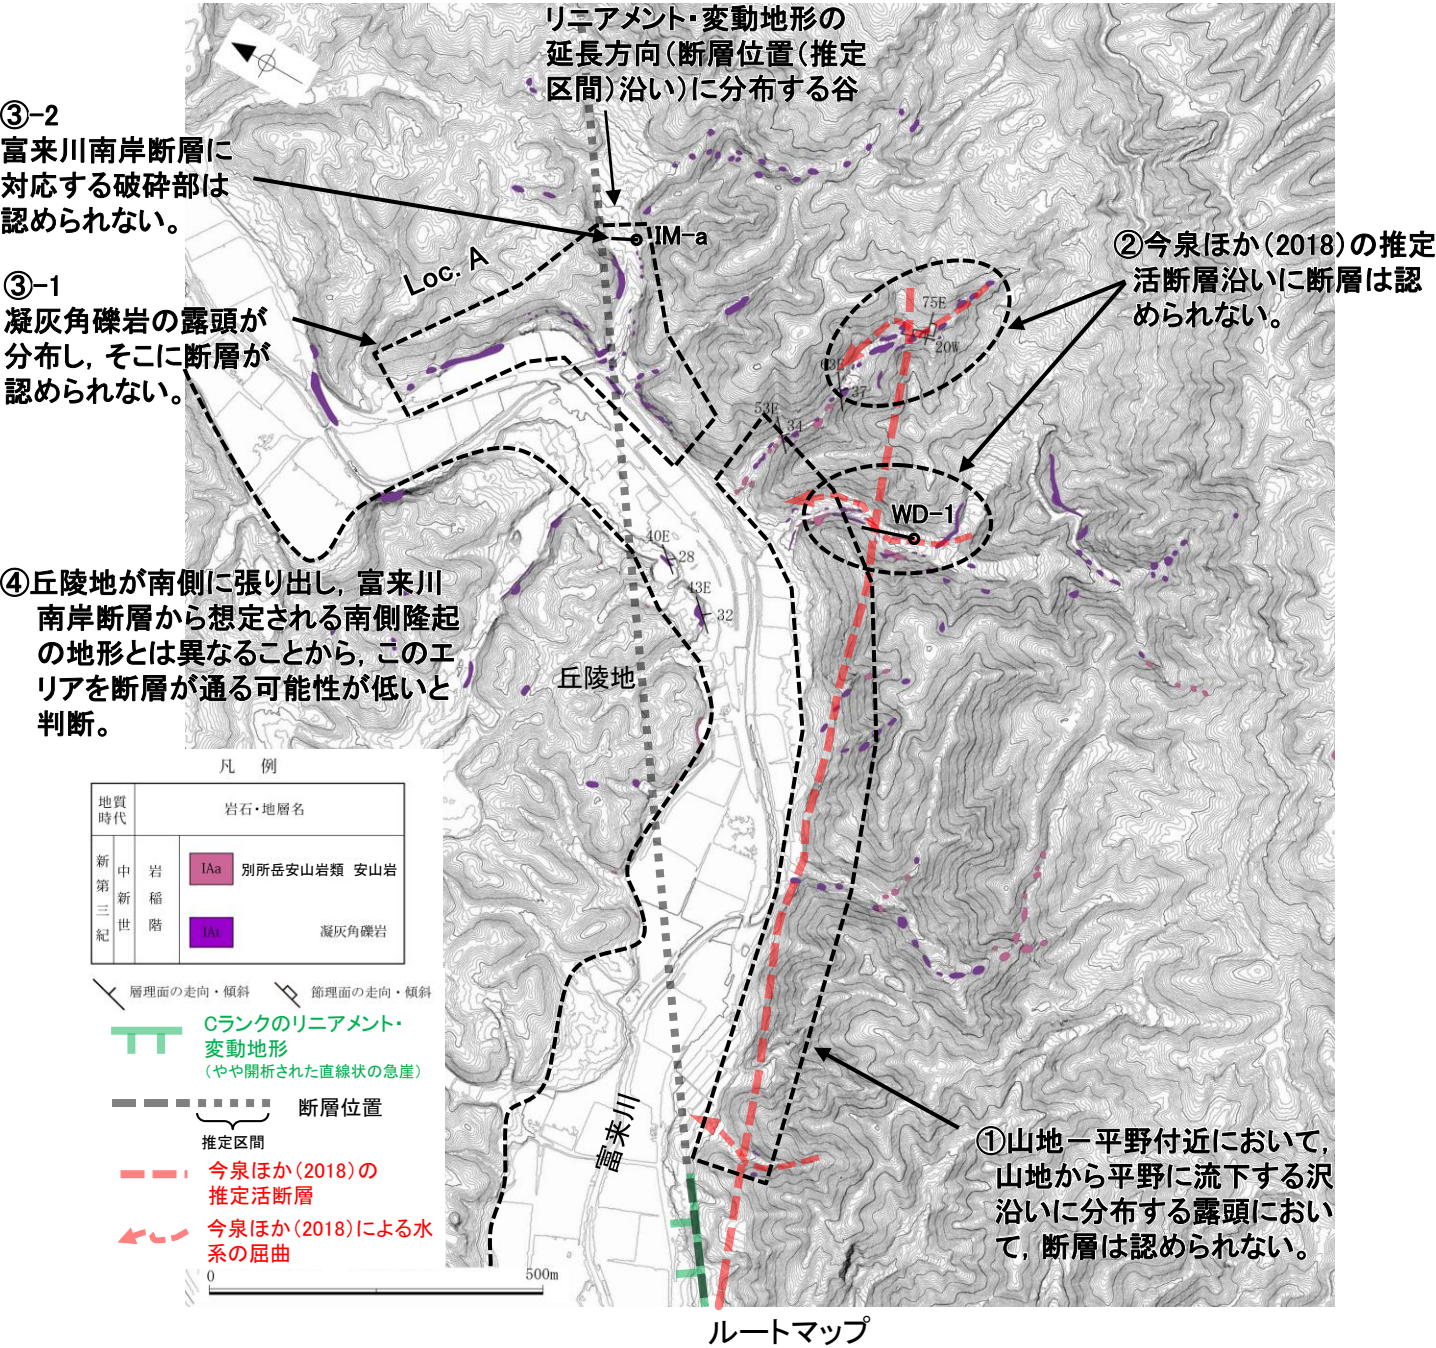 リニアメント・変動地形の
延長方向(断層位置(推定
区間)沿い)に分布する谷
③-2
富来川南岸断層に
対応する破砕部は
認められない。
IM-a
Loc. A
②今泉ほか(2018)の推定
活断層沿いに断層は認
められない。
③-1
凝灰角礫岩の露頭が
分布し,そこに断層が
認められない。
75E
20W
63E
37
53E
34
WD-1
40E
28
43E
32
④丘陵地が南側に張り出し,富来川
南岸断層から想定される南側隆起
の地形とは異なることから,このエ
リアを断層が通る可能性が低いと
判断。
丘陵地
凡 例
地質
時代
岩石・地層名
新第三紀
中新世
岩稲階
IAa
別所岳安山岩類 安山岩
IAt
凝灰角礫岩
層理面の走向・傾斜
節理面の走向・傾斜
Cランクのリニアメント・
変動地形
(やや開析された直線状の急崖)
断層位置
推定区間
今泉ほか(2018)の
推定活断層
今泉ほか(2018)による水
系の屈曲
0
500m
富来川
①山地-平野付近において,
山地から平野に流下する沢
沿いに分布する露頭におい
て,断層は認められない。
ルートマップ